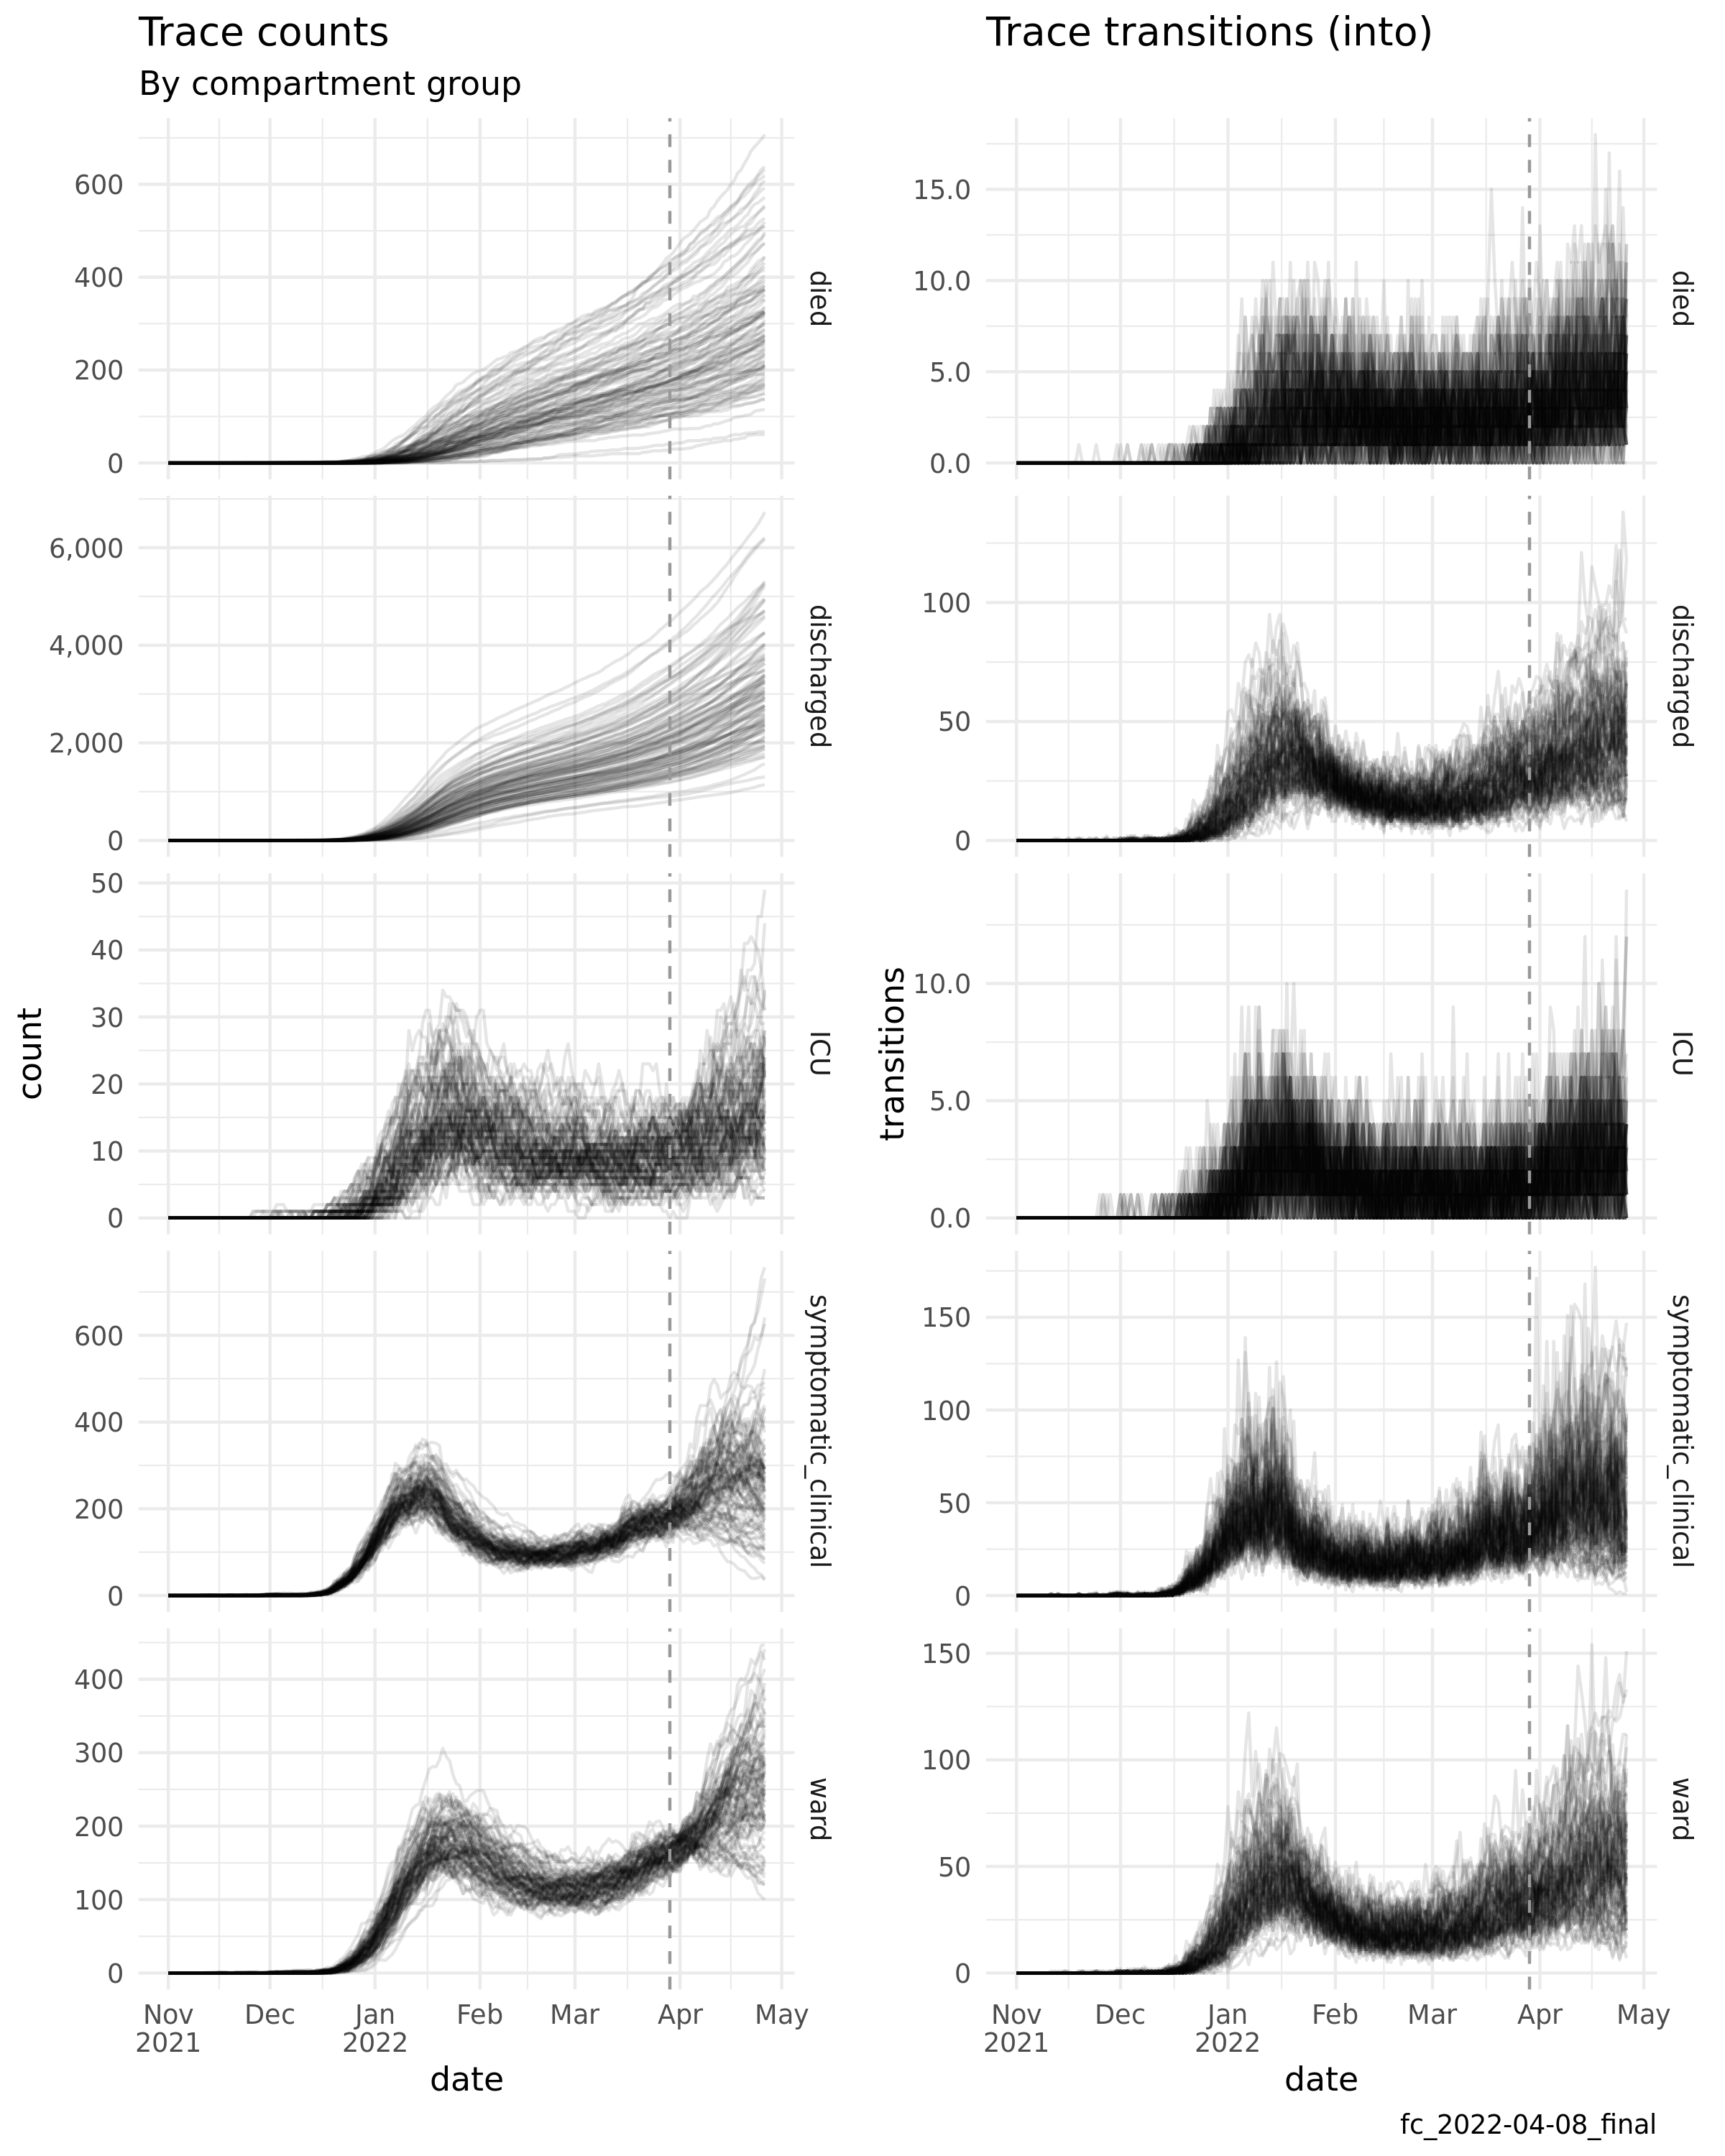 Trace counts
By compartment group
Trace transitions (into)
count
600
400
200
0
died
6,000
4,000
2,000
0
discharged
50
40
30
20
10
0
ICU
600
400
200
0
symptomatic_clinical
400
300
200
100
0
ward
Nov Dec Jan Feb Mar Apr May
2021 2022
date
transitions
15.0
10.0
5.0
0.0
died
100
50
0
discharged
10.0
5.0
0.0
ICU
150
100
50
0
symptomatic_clinical
150
100
50
0
ward
Nov Dec Jan Feb Mar Apr May
2021 2022
date
fc_2022-04-08_final